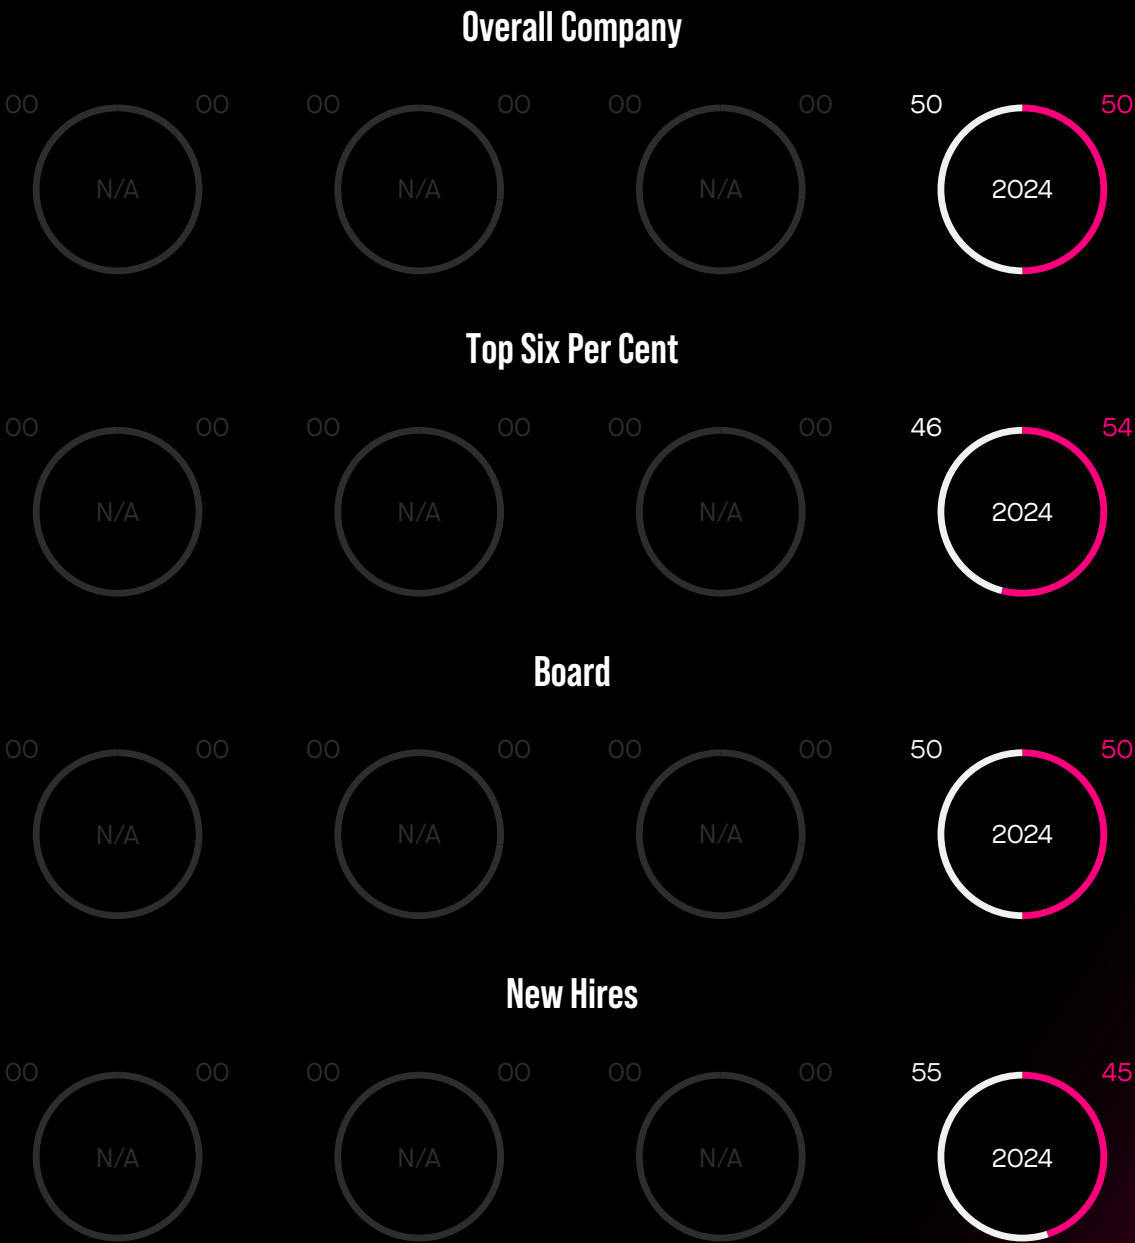 Overall Company
00 00 00 00 00 00 50 50
N/A N/A N/A 2024
Top Six Per Cent
00 00 00 00 00 00 46 54
N/A N/A N/A 2024
Board
00 00 00 00 00 00 50 50
N/A N/A N/A 2024
New Hires
00 00 00 00 00 00 55 45
N/A N/A N/A 2024